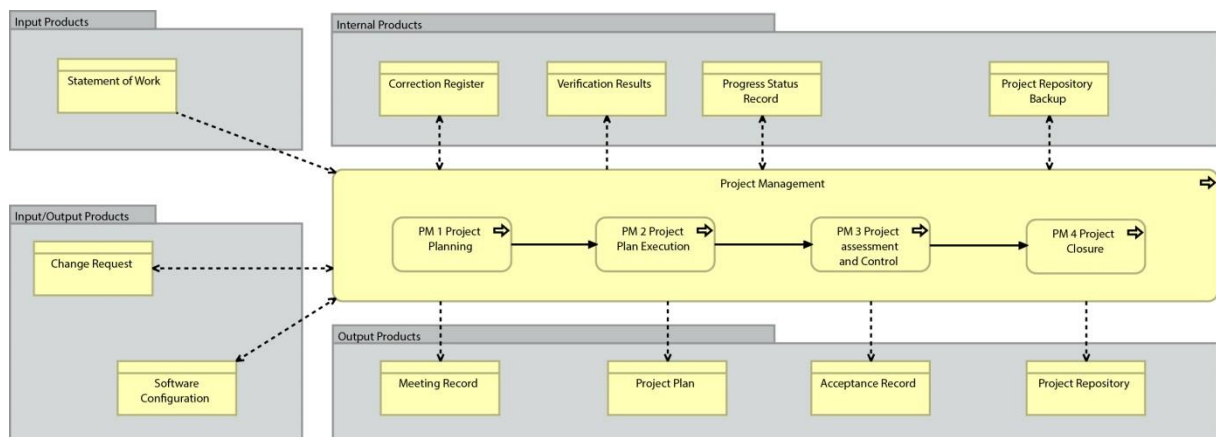 Input Products
Statement of Work
Internal Products
Correction Register
Verification Results
Progress Status
Record
Project Repository
Backup
Project Management
PM 1 Project
Planning
PM 2 Project
Plan Execution
PM 3 Project
assessment
and Control
PM 4 Project
Closure
Input/Output Products
Change Request
Software
Configuration
Output Products
Meeting Record
Project Plan
Acceptance Record
Project Repository